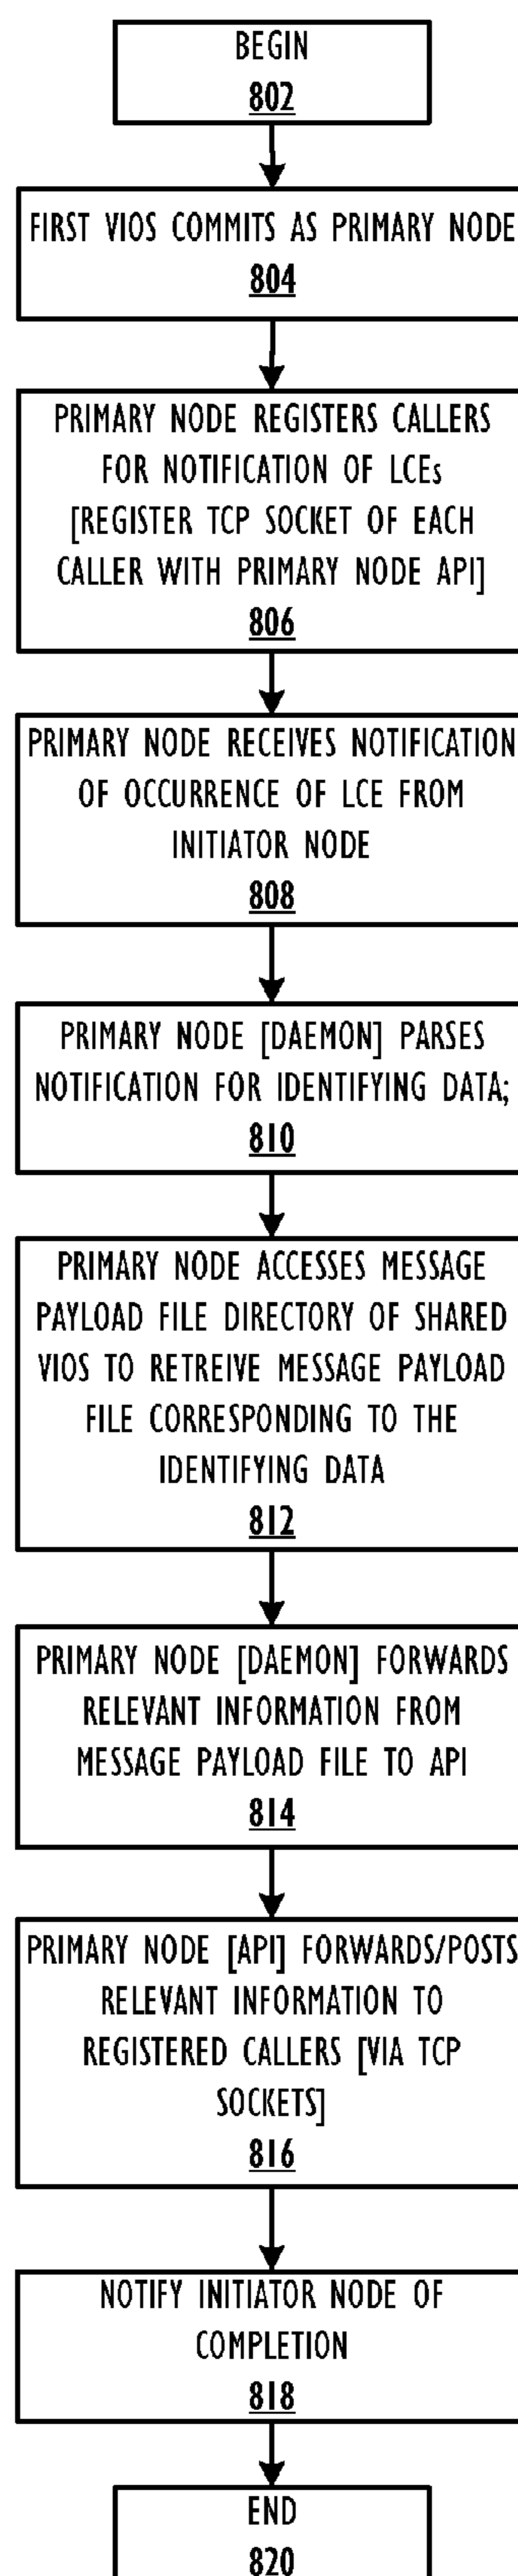 BEGIN
802
FIRST VIOS COMMITS AS PRIMARY NODE
804
PRIMARY NODE REGISTERS CALLERS
FOR NOTIFICATION OF LCEs
[REGISTER TCP SOCKET OF EACH
CALLER WITH PRIMARY NODE API]
806
PRIMARY NODE RECEIVES NOTIFICATION
OF OCCURRENCE OF LCE FROM
INITIATOR NODE
808
PRIMARY NODE [DAEMON] PARSES
NOTIFICATION FOR IDENTIFYING DATA;
810
PRIMARY NODE ACCESSES MESSAGE
PAYLOAD FILE DIRECTORY OF SHARED
VIOS TO RETREIVE MESSAGE PAYLOAD
FILE CORRESPONDING TO THE
IDENTIFYING DATA
812
PRIMARY NODE [DAEMON] FORWARDS
RELEVANT INFORMATION FROM
MESSAGE PAYLOAD FILE TO API
814
PRIMARY NODE [API] FORWARDS/POSTS
RELEVANT INFORMATION TO
REGISTERED CALLERS [VIA TCP
SOCKETS]
816
NOTIFY INITIATOR NODE OF
COMPLETION
818
END
820